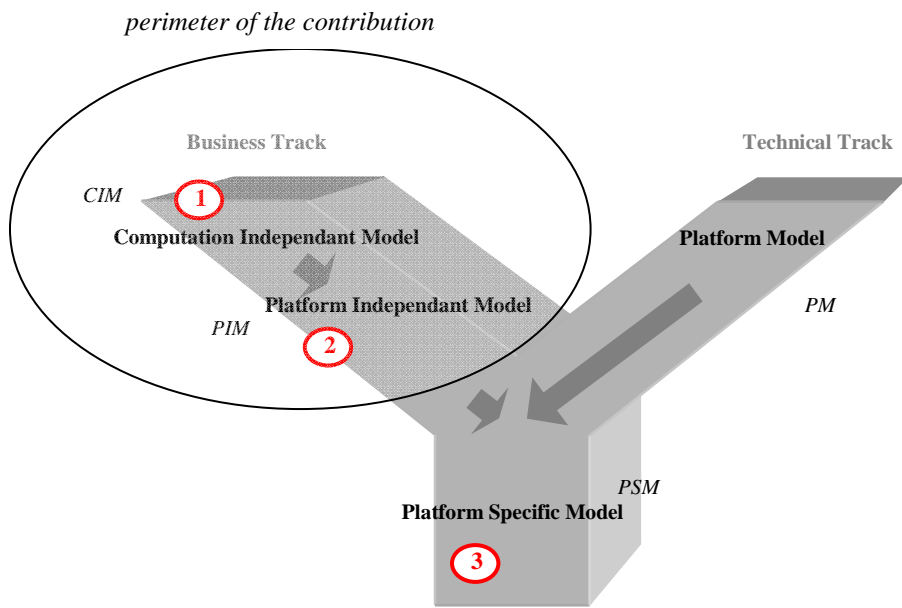 perimeter of the contribution
Business Track
Technical Track
CIM
1
Computation Independant Model
Platform Model
Platform Independant Model
PM
PIM
2
PSM
Platform Specific Model
3